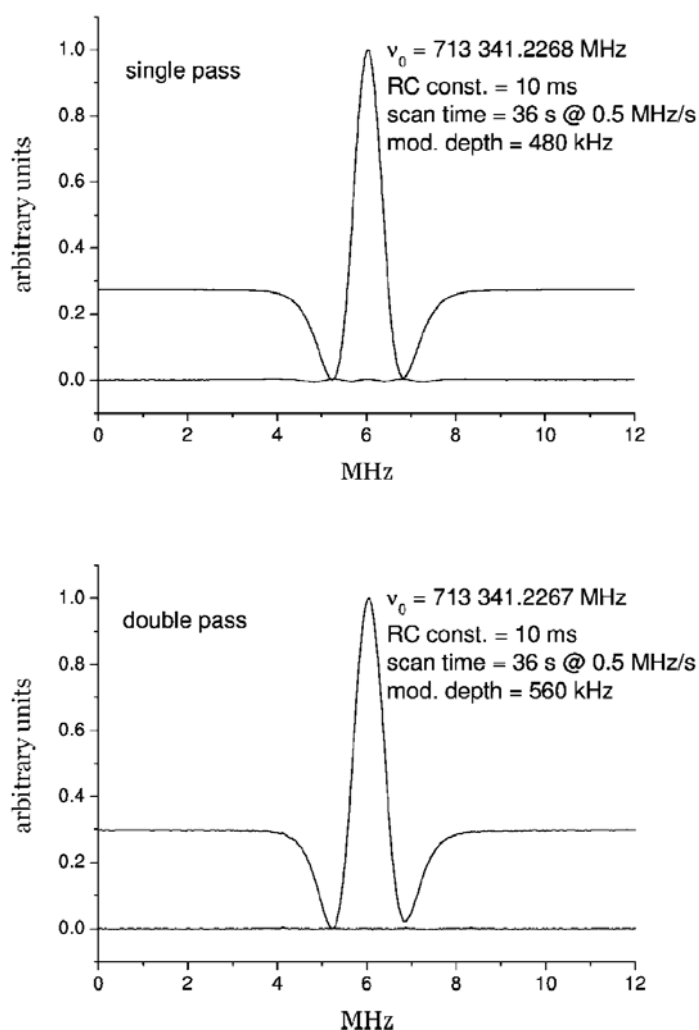 single pass
ν₀ = 713 341.2268 MHz
RC const. = 10 ms
scan time = 36 s @ 0.5 MHz/s
mod. depth = 480 kHz
arbitrary units
1.0
0.8
0.6
0.4
0.2
0.0
0 2 4 6 8 10 12
MHz
double pass
ν₀ = 713 341.2267 MHz
RC const. = 10 ms
scan time = 36 s @ 0.5 MHz/s
mod. depth = 560 kHz
arbitrary units
1.0
0.8
0.6
0.4
0.2
0.0
0 2 4 6 8 10 12
MHz